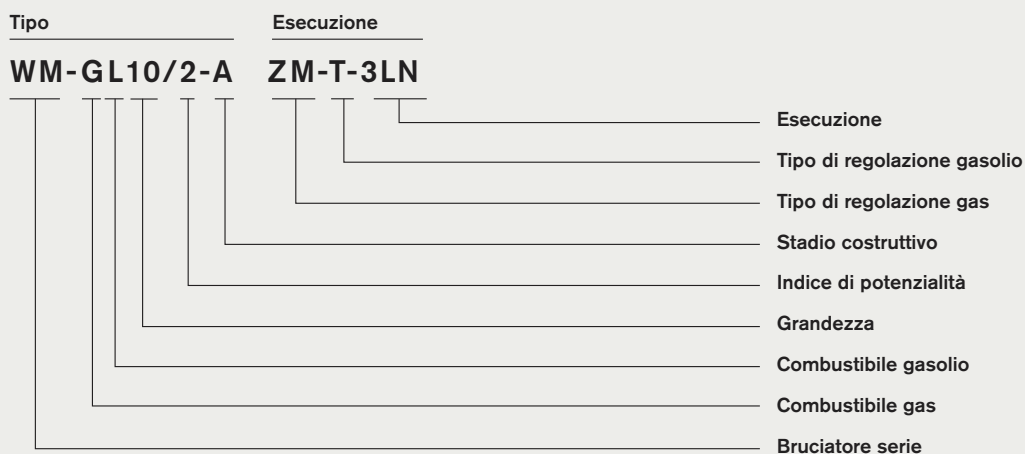 Tipo Esecuzione
WM-GL10/2-A ZM-T-3LN
Esecuzione
Tipo di regolazione gasolio
Tipo di regolazione gas
Stadio costruttivo
Indice di potenzialità
Grandezza
Combustibile gasolio
Combustibile gas
Bruciatore serie